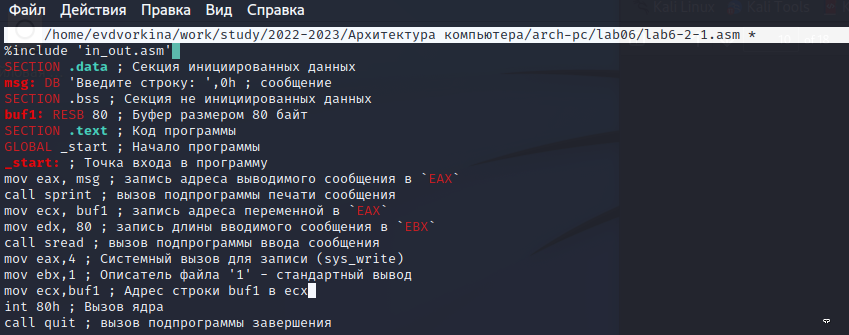 Файл Действия Правка Вид Справка
Kali Linux Kali Tools
/home/evdvorkina/work/study/2022-2023/Архитектура компьютера/arch-pc/lab06/lab6-2-1.asm *
%include 'in_out.asm'
SECTION .data ; Секция инициированных данных
msg: DB 'Введите строку: ',0h ; сообщение
SECTION .bss ; Секция не инициированных данных
buf1: RESB 80 ; Буфер размером 80 байт
SECTION .text ; Код программы
GLOBAL _start ; Начало программы
_start: ; Точка входа в программу
mov eax, msg ; запись адреса выводимого сообщения в `EAX`
call sprint ; вызов подпрограммы печати сообщения
mov ecx, buf1 ; запись адреса переменной в `EAX`
mov edx, 80 ; запись длины вводимого сообщения в `EBX`
call sread ; вызов подпрограммы ввода сообщения
mov eax,4 ; Системный вызов для записи (sys_write)
mov ebx,1 ; Описатель файла '1' - стандартный вывод
mov ecx,buf1 ; Адрес строки buf1 в ecx
int 80h ; Вызов ядра
call quit ; вызов подпрограммы завершения